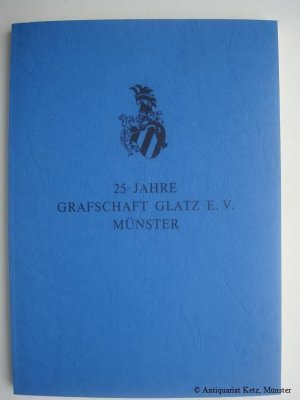 25 JAHRE
GRAFSCHAFT GLATZ E. V.
MÜNSTER
© Antiquariat Ketz, Münster